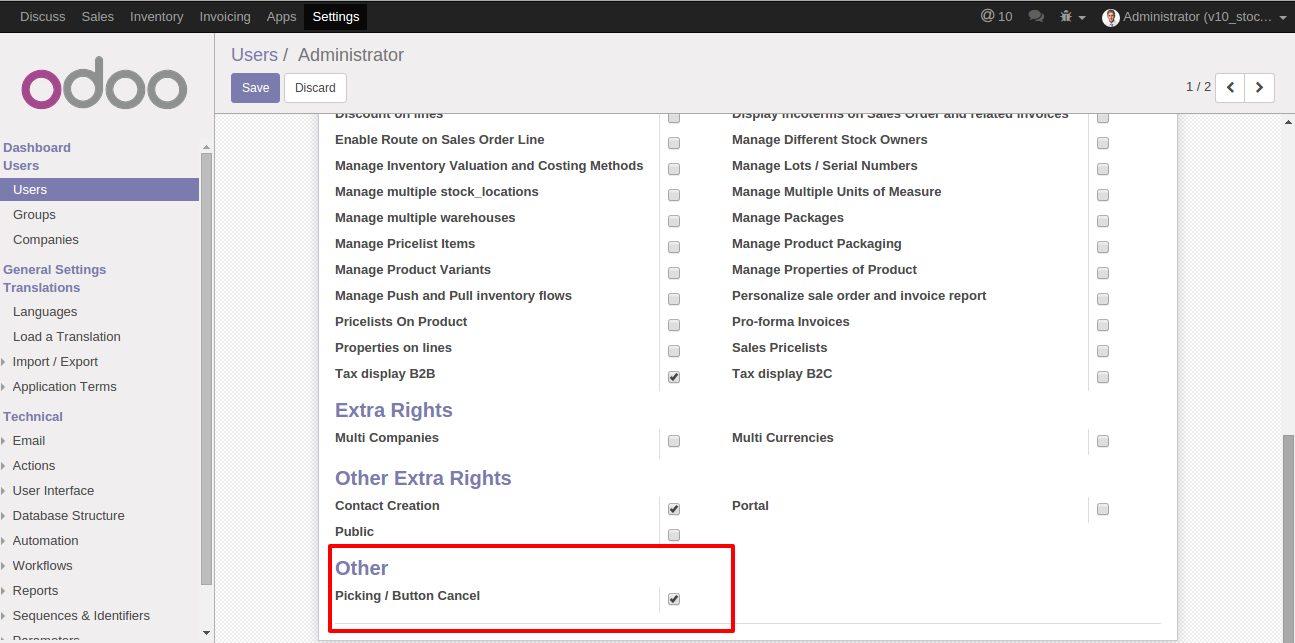 Discuss Sales Inventory Invoicing Apps Settings @ 10 Administrator (v10_stoc...
odoo
Users / Administrator
Save Discard
1 / 2
Dashboard
Users
Users
Groups
Companies
General Settings
Translations
Languages
Load a Translation
Import / Export
Application Terms
Technical
Email
Actions
User Interface
Database Structure
Automation
Workflows
Reports
Sequences & Identifiers
Parameters
Discount on lines Display incoterms on Sales Order and related invoices
Enable Route on Sales Order Line Manage Different Stock Owners
Manage Inventory Valuation and Costing Methods Manage Lots / Serial Numbers
Manage multiple stock_locations Manage Multiple Units of Measure
Manage multiple warehouses Manage Packages
Manage Pricelist Items Manage Product Packaging
Manage Product Variants Manage Properties of Product
Manage Push and Pull inventory flows Personalize sale order and invoice report
Pricelists On Product Pro-forma Invoices
Properties on lines Sales Pricelists
Tax display B2B Tax display B2C
Extra Rights
Multi Companies Multi Currencies
Other Extra Rights
Contact Creation Portal
Public
Other
Picking / Button Cancel